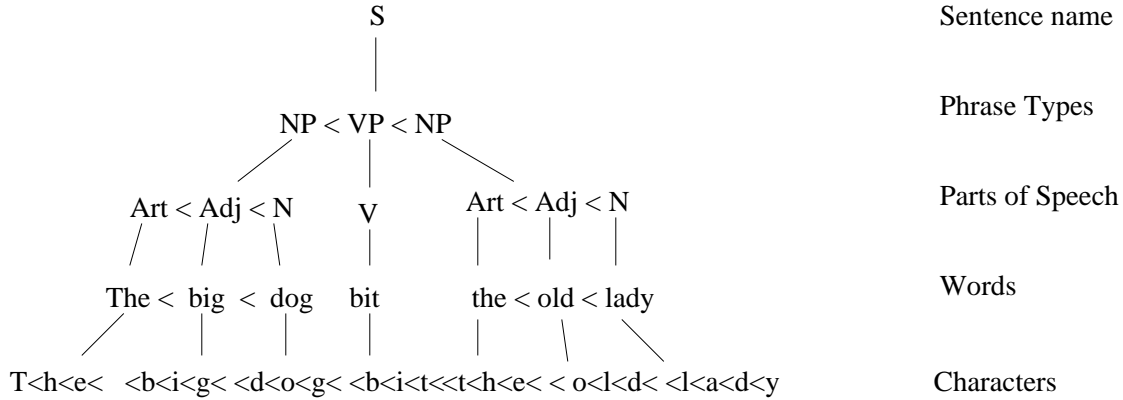 S Sentence name
NP < VP < NP Phrase Types
Art < Adj < N V Art < Adj < N Parts of Speech
The < big < dog bit the < old < lady Words
T<h<e< <b<i<g< <d<o<g< <b<i<t<<t<h<e< < o<l<d< <l<a<d<y Characters